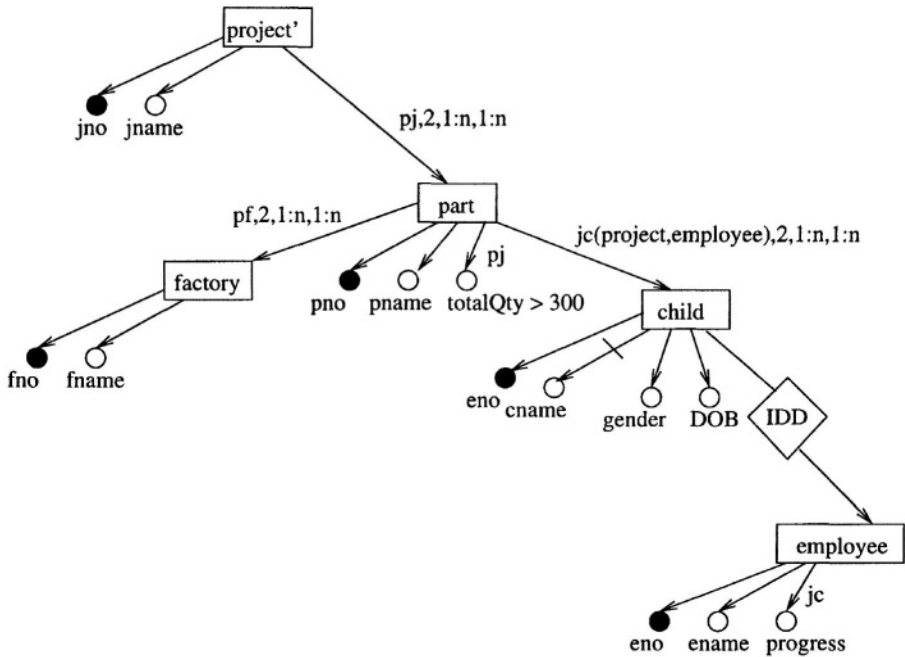 project'
jno
jname
pj,2,1:n,1:n
part
pf,2,1:n,1:n
jc(project,employee),2,1:n,1:n
factory
pno
pname
pj
totalQty > 300
child
fno
fname
eno
cname
gender
DOB
IDD
employee
jc
eno
ename
progress